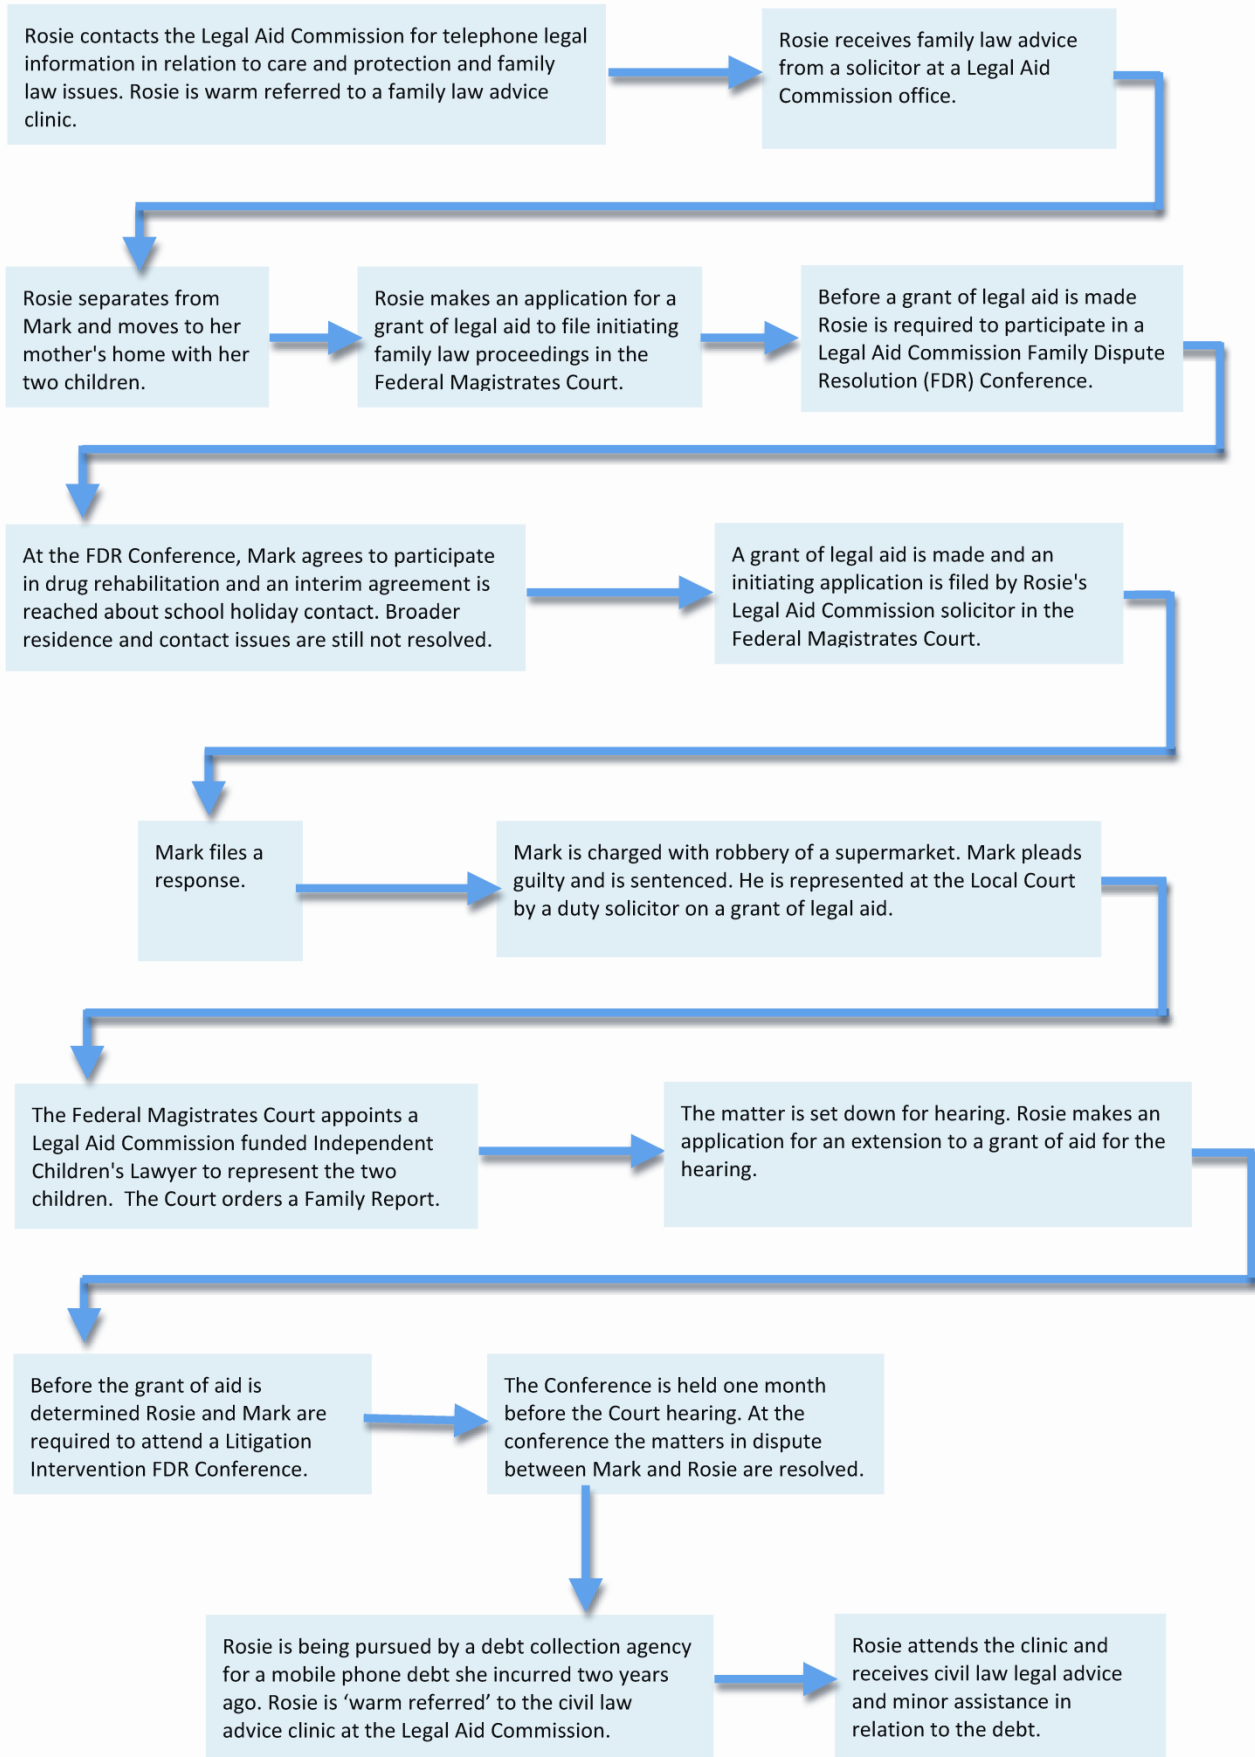 Rosie contacts the Legal Aid Commission for telephone legal
information in relation to care and protection and family
law issues. Rosie is warm referred to a family law advice
clinic.
Rosie receives family law advice
from a solicitor at a Legal Aid
Commission office.
Rosie separates from
Mark and moves to her
mother's home with her
two children.
Rosie makes an application for a
grant of legal aid to file initiating
family law proceedings in the
Federal Magistrates Court.
Before a grant of legal aid is made
Rosie is required to participate in a
Legal Aid Commission Family Dispute
Resolution (FDR) Conference.
At the FDR Conference, Mark agrees to participate
in drug rehabilitation and an interim agreement is
reached about school holiday contact. Broader
residence and contact issues are still not resolved.
A grant of legal aid is made and an
initiating application is filed by Rosie's
Legal Aid Commission solicitor in the
Federal Magistrates Court.
Mark files a
response.
Mark is charged with robbery of a supermarket. Mark pleads
guilty and is sentenced. He is represented at the Local Court
by a duty solicitor on a grant of legal aid.
The Federal Magistrates Court appoints a
Legal Aid Commission funded Independent
Children's Lawyer to represent the two
children.  The Court orders a Family Report.
The matter is set down for hearing. Rosie makes an
application for an extension to a grant of aid for the
hearing.
Before the grant of aid is
determined Rosie and Mark are
required to attend a Litigation
Intervention FDR Conference.
The Conference is held one month
before the Court hearing. At the
conference the matters in dispute
between Mark and Rosie are resolved.
Rosie is being pursued by a debt collection agency
for a mobile phone debt she incurred two years
ago. Rosie is ‘warm referred’ to the civil law
advice clinic at the Legal Aid Commission.
Rosie attends the clinic and
receives civil law legal advice
and minor assistance in
relation to the debt.